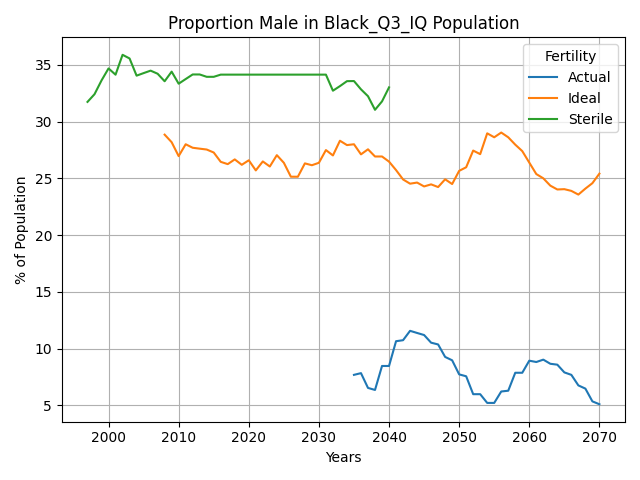 Proportion Male in Black_Q3_IQ Population
Fertility
Actual
Ideal
Sterile
% of Population
35
30
25
20
15
10
5
2000 2010 2020 2030 2040 2050 2060 2070
Years